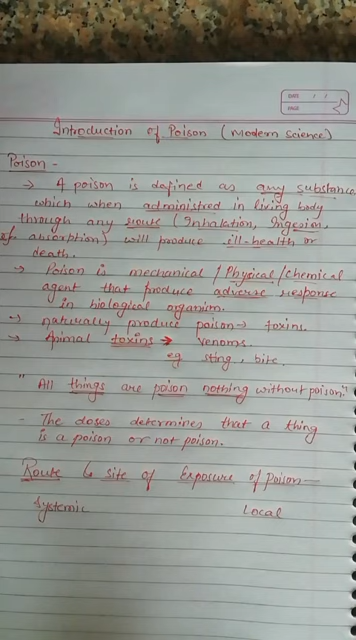 DATE / /
PAGE
Introduction of Poison (Modern science)
Poison -
→ A poison is defined as any substance
which when administred in living body
through any route (Inhalation, Ingesion,
absorption) will produce ill-health or
death.
→ Poison is mechanical / Physical / chemical
agent that produce adverse response
in biological organism.
→ naturally produce poison → toxins.
→ Animal toxins → venoms.
eg sting, bite.
"All things are poison nothing without poison."
- The doses determines that a thing
is a poison or not poison.
Route & site of Exposure of Poison -
Systemic Local